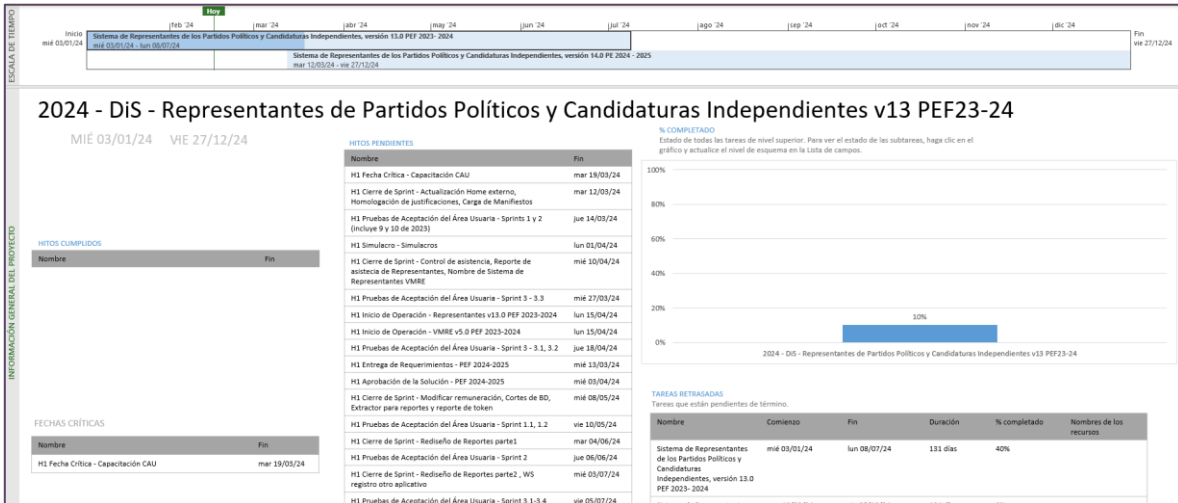 Hoy
feb '24 mar '24 abr '24 may '24 jun '24 jul '24 ago '24 sep '24 oct '24 nov '24 dic '24
ESCALA DE TIEMPO
Inicio
mié 03/01/24
Sistema de Representantes de los Partidos Políticos y Candidaturas Independientes, versión 13.0 PEF 2023- 2024
mié 03/01/24 - lun 08/07/24
Sistema de Representantes de los Partidos Políticos y Candidaturas Independientes, versión 14.0 PE 2024 - 2025
mar 12/03/24 - vie 27/12/24
Fin
vie 27/12/24
INFORMACIÓN GENERAL DEL PROYECTO
2024 - DiS - Representantes de Partidos Políticos y Candidaturas Independientes v13 PEF23-24
MIÉ 03/01/24 VIE 27/12/24
HITOS CUMPLIDOS
Nombre Fin
FECHAS CRÍTICAS
Nombre Fin
H1 Fecha Crítica - Capacitación CAU mar 19/03/24
HITOS PENDIENTES
Nombre Fin
H1 Fecha Crítica - Capacitación CAU mar 19/03/24
H1 Cierre de Sprint - Actualización Home externo, mar 12/03/24
Homologación de justificaciones, Carga de Manifiestos
H1 Pruebas de Aceptación del Área Usuaria - Sprints 1 y 2 jue 14/03/24
(incluye 9 y 10 de 2023)
H1 Simulacro - Simulacros lun 01/04/24
H1 Cierre de Sprint - Control de asistencia, Reporte de mié 10/04/24
asistecia de Representantes, Nombre de Sistema de
Representantes VMRE
H1 Pruebas de Aceptación del Área Usuaria - Sprint 3 - 3.3 mié 27/03/24
H1 Inicio de Operación - Representantes v13.0 PEF 2023-2024 lun 15/04/24
H1 Inicio de Operación - VMRE v5.0 PEF 2023-2024 lun 15/04/24
H1 Pruebas de Aceptación del Área Usuaria - Sprint 3 - 3.1, 3.2 jue 18/04/24
H1 Entrega de Requerimientos - PEF 2024-2025 mié 13/03/24
H1 Aprobación de la Solución - PEF 2024-2025 mié 03/04/24
H1 Cierre de Sprint - Modificar remuneración, Cortes de BD, mié 08/05/24
Extractor para reportes y reporte de token
H1 Pruebas de Aceptación del Área Usuaria - Sprint 1.1, 1.2 vie 10/05/24
H1 Cierre de Sprint - Rediseño de Reportes parte1 mar 04/06/24
H1 Pruebas de Aceptación del Área Usuaria - Sprint 2 jue 06/06/24
H1 Cierre de Sprint - Rediseño de Reportes parte2 , WS mié 03/07/24
registro otro aplicativo
H1 Pruebas de Aceptación del Área Usuaria - Sprint 3.1-3.4 vie 05/07/24
% COMPLETADO
Estado de todas las tareas de nivel superior. Para ver el estado de las subtareas, haga clic en el
gráfico y actualice el nivel de esquema en la Lista de campos.
100%
80%
60%
40%
20%
0%
10%
2024 - DiS - Representantes de Partidos Políticos y Candidaturas Independientes v13 PEF23-24
TAREAS RETRASADAS
Tareas que están pendientes de término.
Nombre Comienzo Fin Duración % completado Nombres de los
recursos
Sistema de Representantes mié 03/01/24 lun 08/07/24 131 días 40%
de los Partidos Políticos y
Candidaturas
Independientes, versión 13.0
PEF 2023- 2024